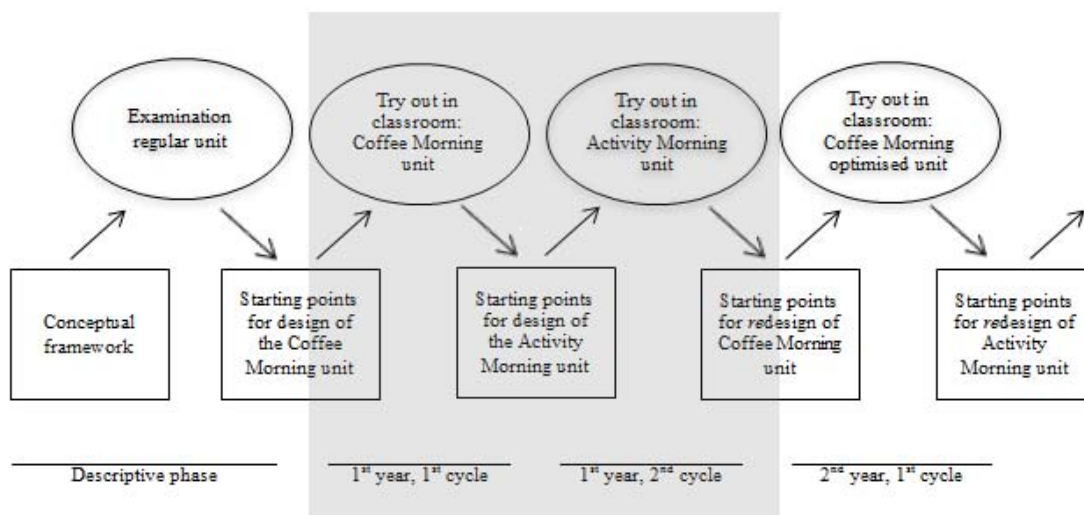 Examination
regular unit
Try out in
classroom:
Coffee Morning
unit
Try out in
classroom:
Activity Morning
unit
Try out in
classroom:
Coffee Morning
optimised unit
Conceptual
framework
Starting points
for design of
the Coffee
Morning unit
Starting points
for design of
the Activity
Morning unit
Starting points
for redesign of
Coffee Morning
unit
Starting points
for redesign of
Activity
Morning unit
Descriptive phase
1st year, 1st cycle
1st year, 2nd cycle
2nd year, 1st cycle